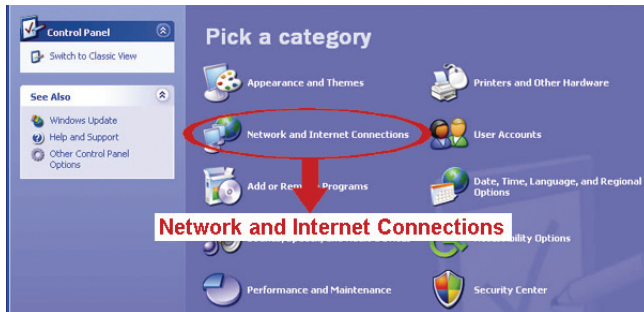 Control Panel
Switch to Classic View
See Also
Windows Update
Help and Support
Other Control Panel
Options
Pick a category
Appearance and Themes
Printers and Other Hardware
Network and Internet Connections
User Accounts
Add or Programs
Date, Time, Language, and Regional
Options
Network and Internet Connections
Options
Performance and Maintenance
Security Center